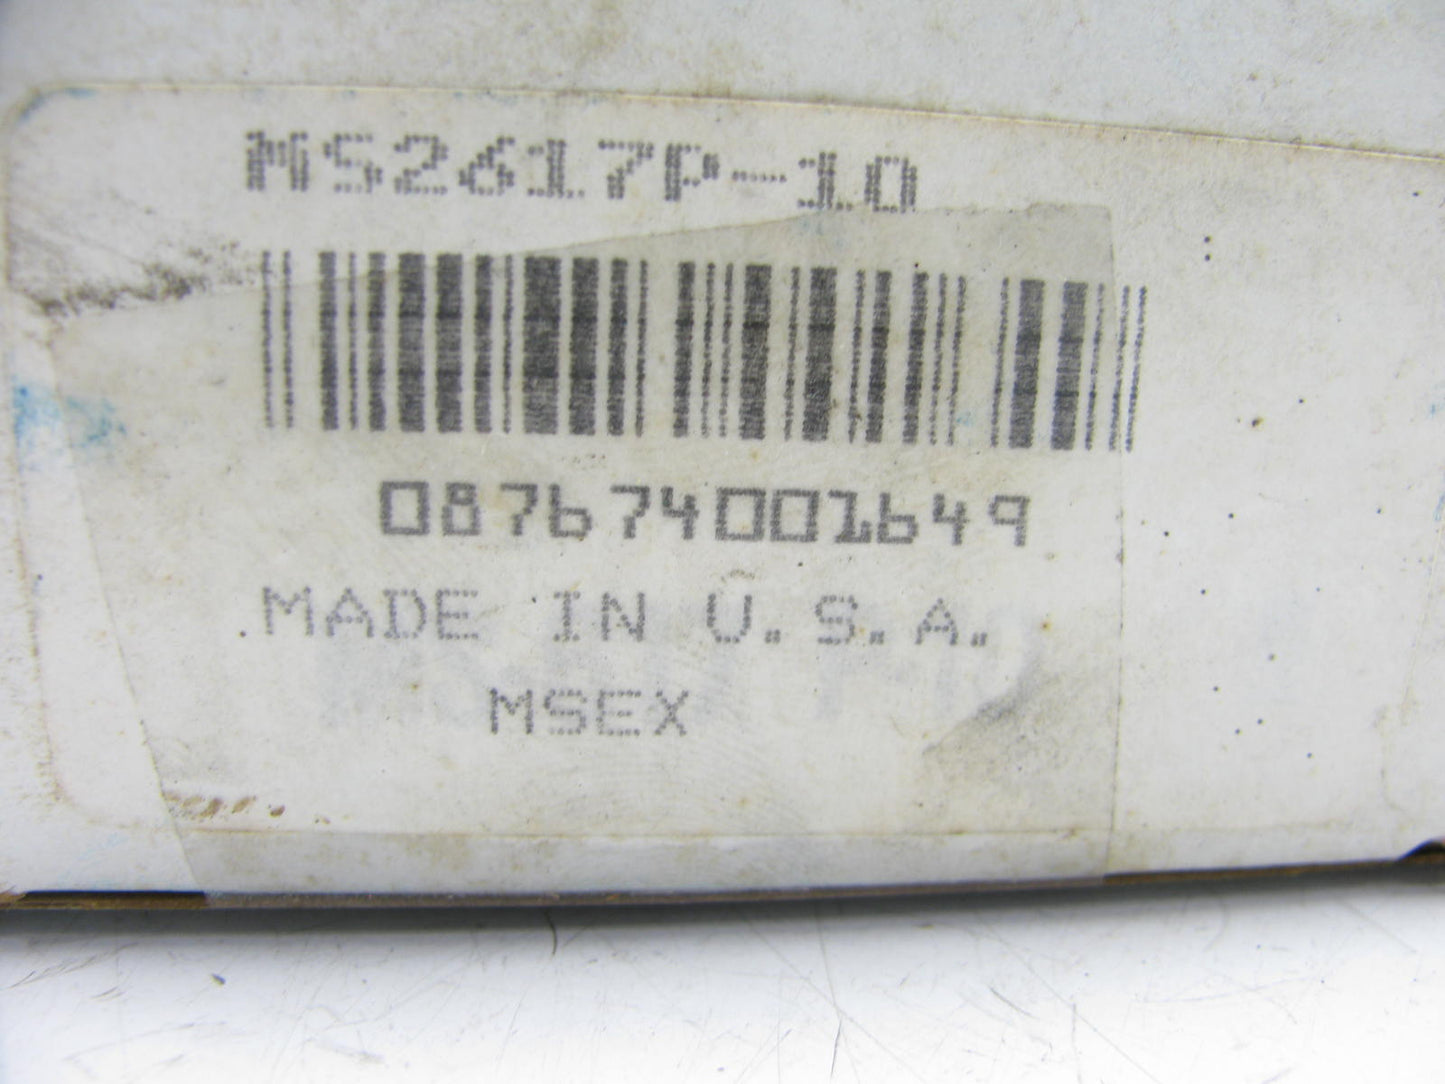 MS2617P-10
087674001649
MADE IN U.S.A.
MSEX